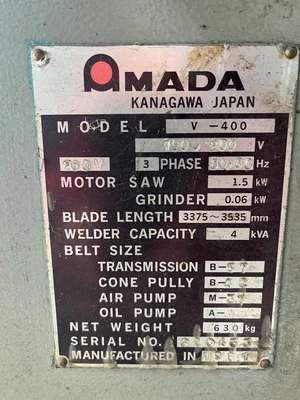 AMADA
KANAGAWA JAPAN
MODEL V-400
V
3 PHASE Hz
MOTOR SAW 1.5 kW
GRINDER 0.06 kW
BLADE LENGTH 3375~3535 mm
WELDER CAPACITY 4 kVA
BELT SIZE
TRANSMISSION B-
CONE PULLY B-
AIR PUMP M-
OIL PUMP A-
NET WEIGHT 630 kg
SERIAL NO.
MANUFACTURED IN